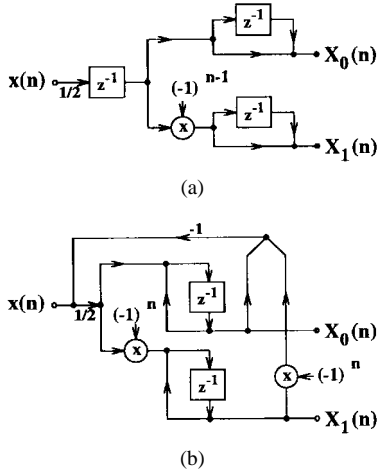 z⁻¹
X₀(n)
x(n) 1/2 z⁻¹
(-1) n-1
x z⁻¹
X₁(n)
(a)
-1
x(n) 1/2 n z⁻¹
X₀(n)
(-1) x
z⁻¹ x (-1) n
X₁(n)
(b)